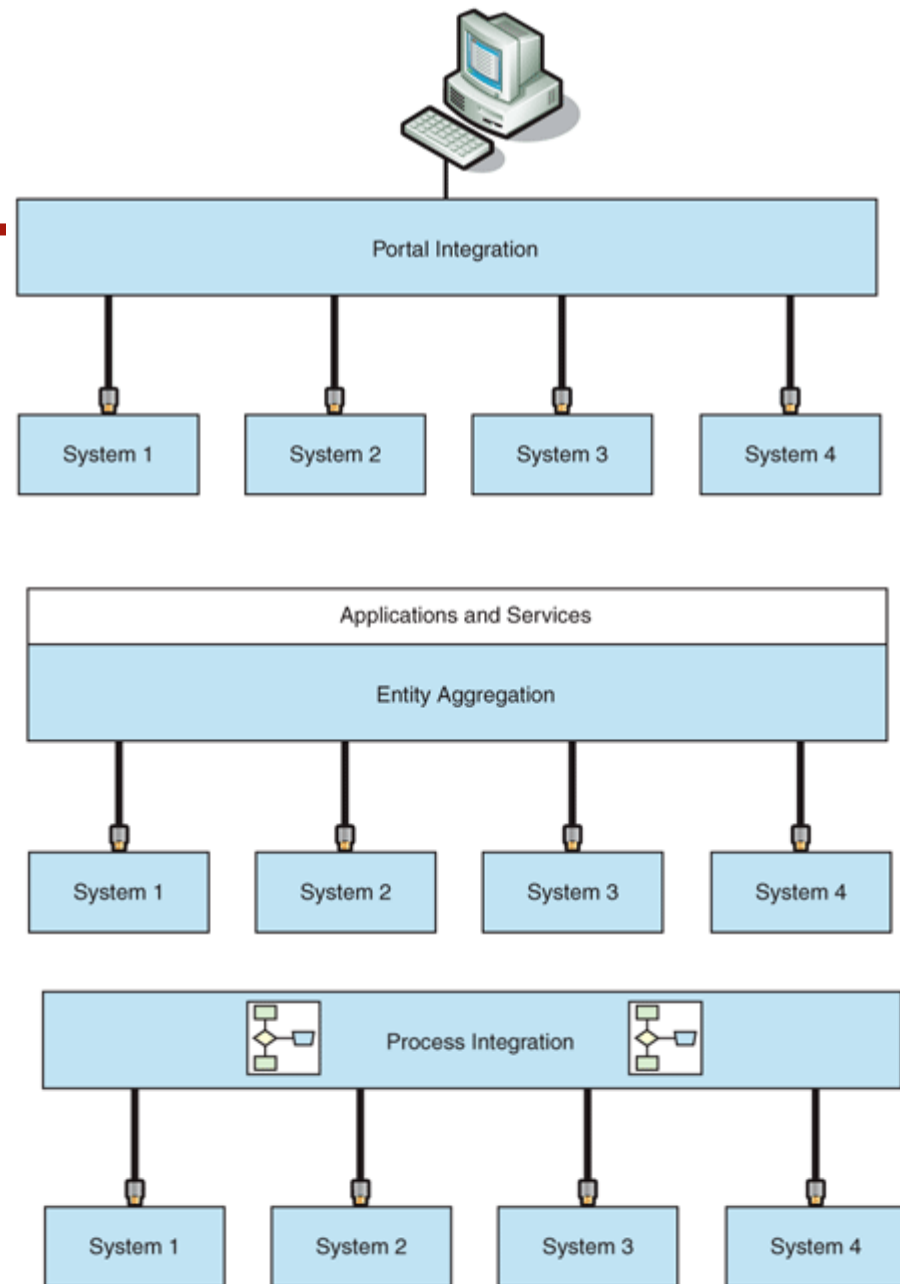 Portal Integration
System 1
System 2
System 3
System 4
Applications and Services
Entity Aggregation
System 1
System 2
System 3
System 4
Process Integration
System 1
System 2
System 3
System 4